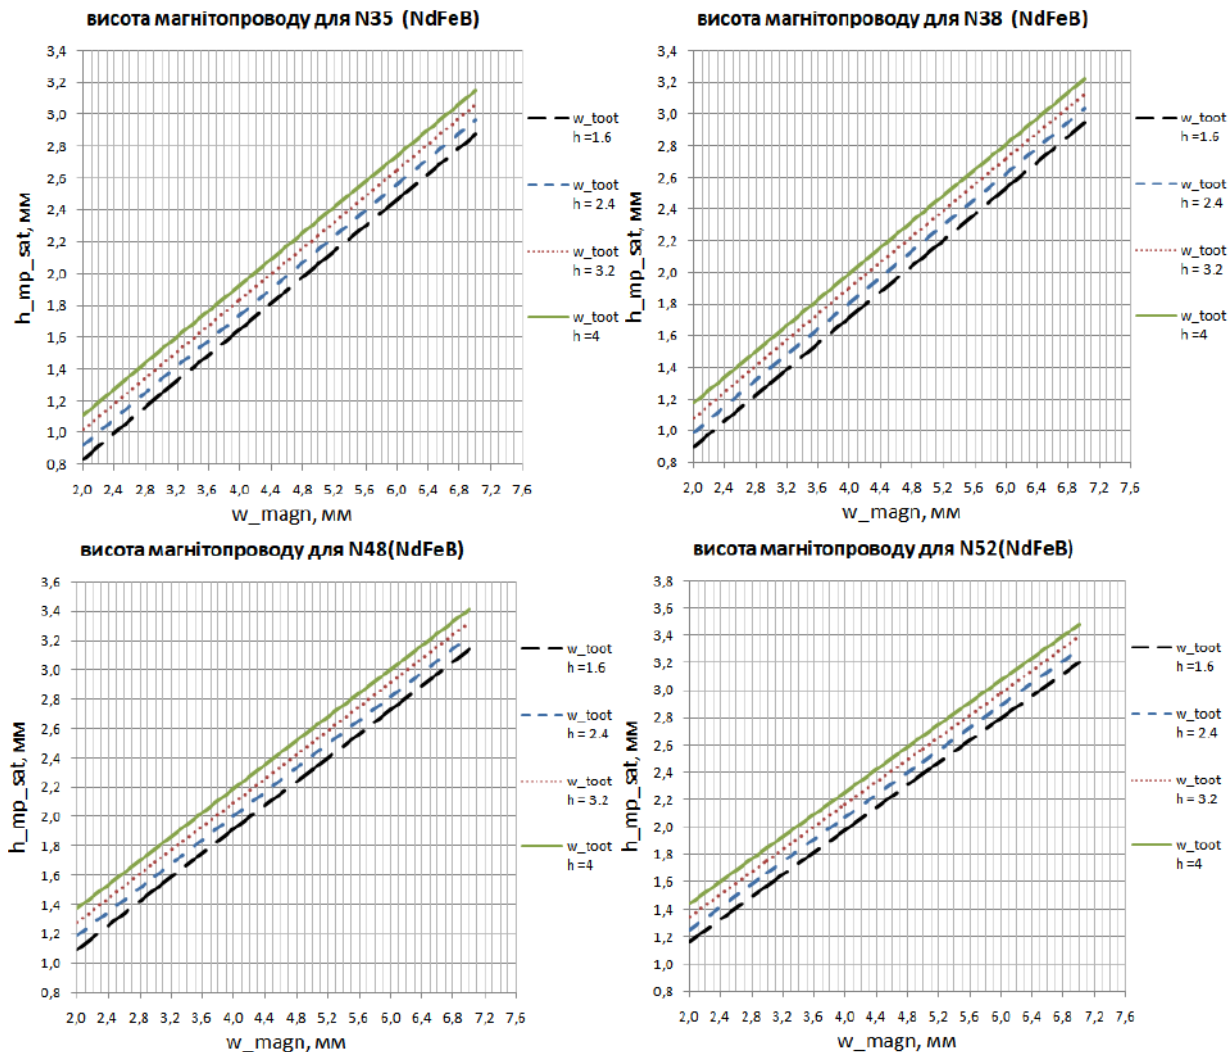 висота магнітопроводу для N35 (NdFeB)
3,4
3,2
3,0
2,8
2,6
2,4
2,2
2,0
1,8
1,6
1,4
1,2
1,0
0,8
h_mp_sat, мм
2,0 2,4 2,8 3,2 3,6 4,0 4,4 4,8 5,2 5,6 6,0 6,4 6,8 7,2 7,6
w_magn, мм
w_toot
h =1.6
w_toot
h = 2.4
w_toot
h = 3.2
w_toot
h =4
висота магнітопроводу для N38 (NdFeB)
3,4
3,2
3,0
2,8
2,6
2,4
2,2
2,0
1,8
1,6
1,4
1,2
1,0
0,8
h_mp_sat, мм
2,0 2,4 2,8 3,2 3,6 4,0 4,4 4,8 5,2 5,6 6,0 6,4 6,8 7,2 7,6
w_magn, мм
w_toot
h =1.6
w_toot
h = 2.4
w_toot
h = 3.2
w_toot
h =4
висота магнітопроводу для N48(NdFeB)
3,6
3,4
3,2
3,0
2,8
2,6
2,4
2,2
2,0
1,8
1,6
1,4
1,2
1,0
0,8
h_mp_sat, мм
2,0 2,4 2,8 3,2 3,6 4,0 4,4 4,8 5,2 5,6 6,0 6,4 6,8 7,2 7,6
w_magn, мм
w_toot
h =1.6
w_toot
h = 2.4
w_toot
h = 3.2
w_toot
h =4
висота магнітопроводу для N52(NdFeB)
3,8
3,6
3,4
3,2
3,0
2,8
2,6
2,4
2,2
2,0
1,8
1,6
1,4
1,2
1,0
0,8
h_mp_sat, мм
2,0 2,4 2,8 3,2 3,6 4,0 4,4 4,8 5,2 5,6 6,0 6,4 6,8 7,2 7,6
w_magn, мм
w_toot
h =1.6
w_toot
h = 2.4
w_toot
h = 3.2
w_toot
h =4